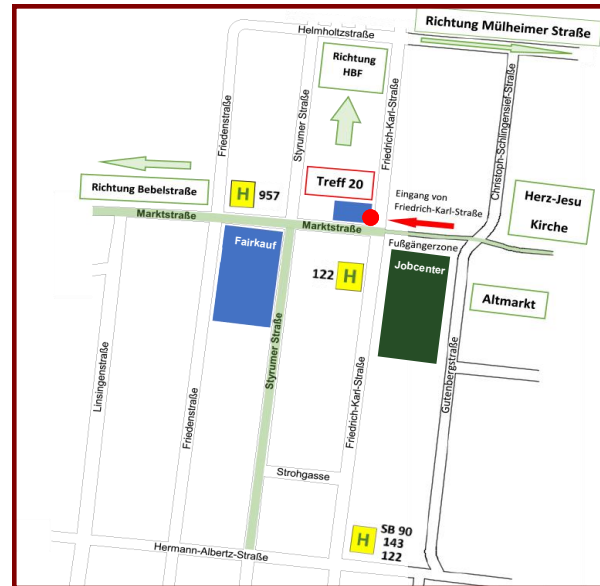 Richtung Mülheimer Straße
Helmholtzstraße
Richtung
HBF
Friedenstraße
Styrumer Straße
Friedrich-Karl-Straße
Christoph-Schlingensief-Straße
Treff 20
Richtung Bebelstraße
H 957
Eingang von
Friedrich-Karl-Straße
Herz-Jesu
Kirche
Marktstraße
Marktstraße
Fußgängerzone
Fairkauf
122 H
Jobcenter
Altmarkt
Linsingenstraße
Friedenstraße
Styrumer Straße
Friedrich-Karl-Straße
Gutenbergstraße
Strohgasse
H
SB 90
143
122
Hermann-Albertz-Straße